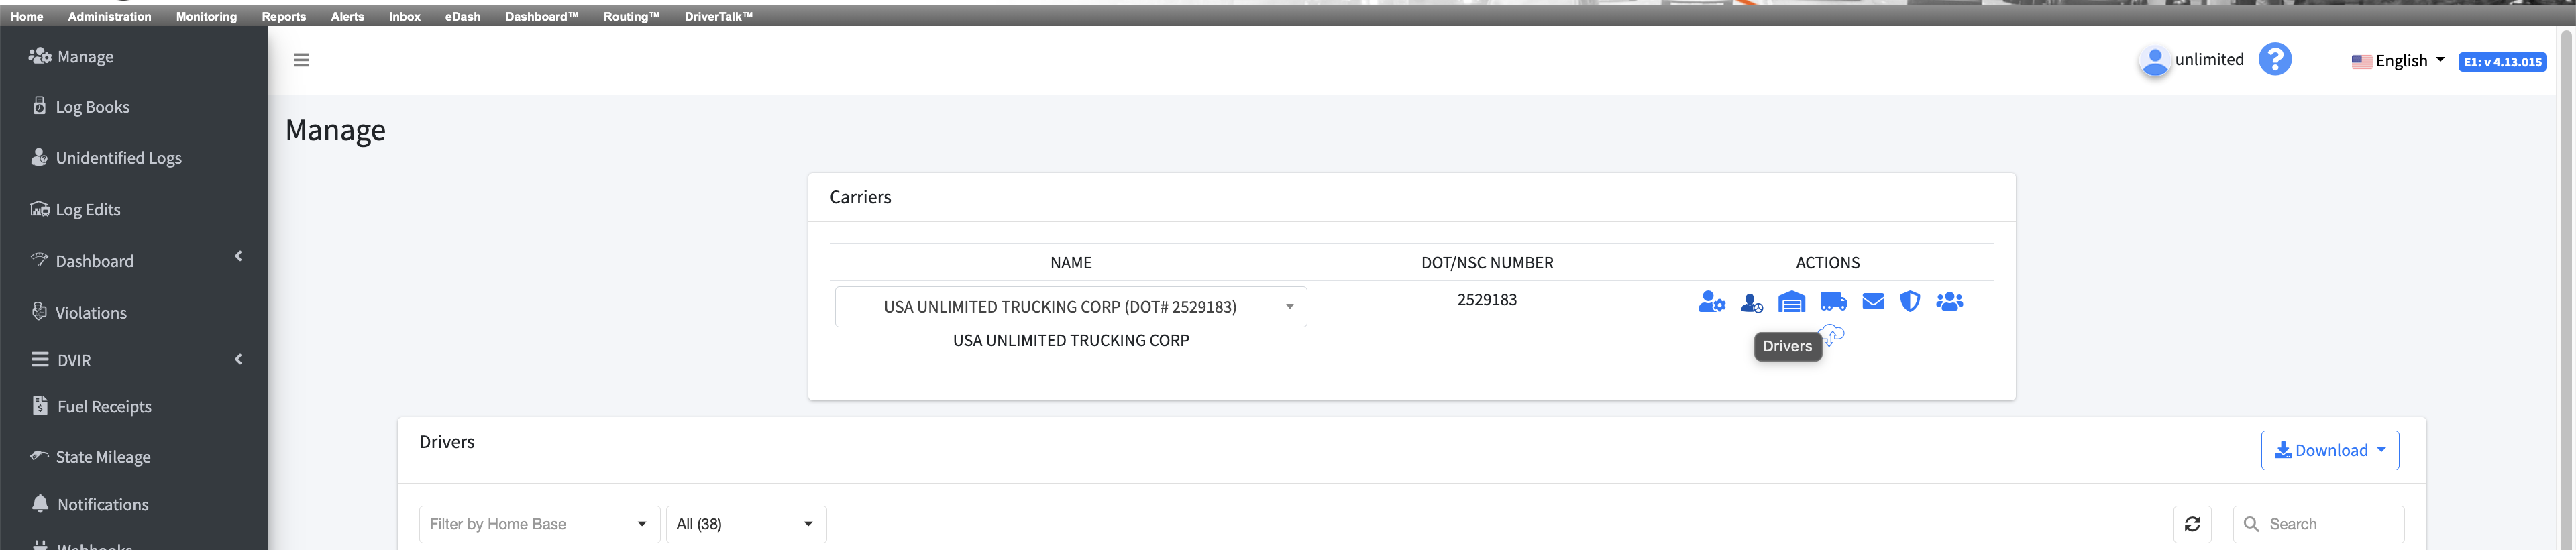 Home Administration Monitoring Reports Alerts Inbox eDash Dashboard™ Routing™ DriverTalk™
Manage
Log Books
Unidentified Logs
Log Edits
Dashboard
Violations
DVIR
Fuel Receipts
State Mileage
Notifications
Webhooks
unlimited ? English E1: v 4.13.015
Manage
Carriers
NAME DOT/NSC NUMBER ACTIONS
USA UNLIMITED TRUCKING CORP (DOT# 2529183) 2529183
USA UNLIMITED TRUCKING CORP
Drivers
Drivers
Download
Filter by Home Base All (38) Search